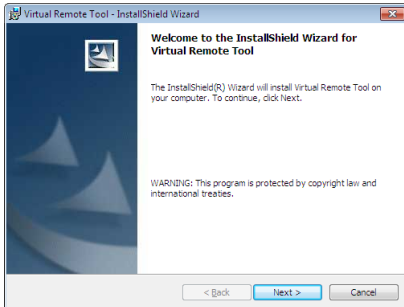 Virtual Remote Tool - InstallShield Wizard
Welcome to the InstallShield Wizard for
Virtual Remote Tool
The InstallShield(R) Wizard will install Virtual Remote Tool on
your computer. To continue, click Next.
WARNING: This program is protected by copyright law and
international treaties.
< Back Next > Cancel